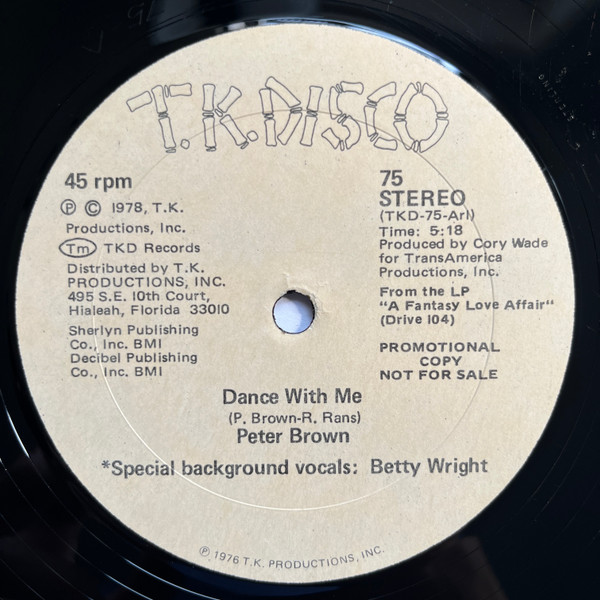 T.K. DISCO
45 rpm
Ⓟ © 1978, T.K.
Productions, Inc.
Tm TKD Records
Distributed by T.K.
PRODUCTIONS, INC.
495 S.E. 10th Court,
Hialeah, Florida 33010
Sherlyn Publishing
Co., Inc. BMI
Decibel Publishing
Co., Inc. BMI
75
STEREO
(TKD-75-ArI)
Time: 5:18
Produced by Cory Wade
for TransAmerica
Productions, Inc.
From the LP
"A Fantasy Love Affair"
(Drive 104)
PROMOTIONAL
COPY
NOT FOR SALE
Dance With Me
(P. Brown-R. Rans)
Peter Brown
*Special background vocals: Betty Wright
Ⓟ 1976 T.K. PRODUCTIONS, INC.